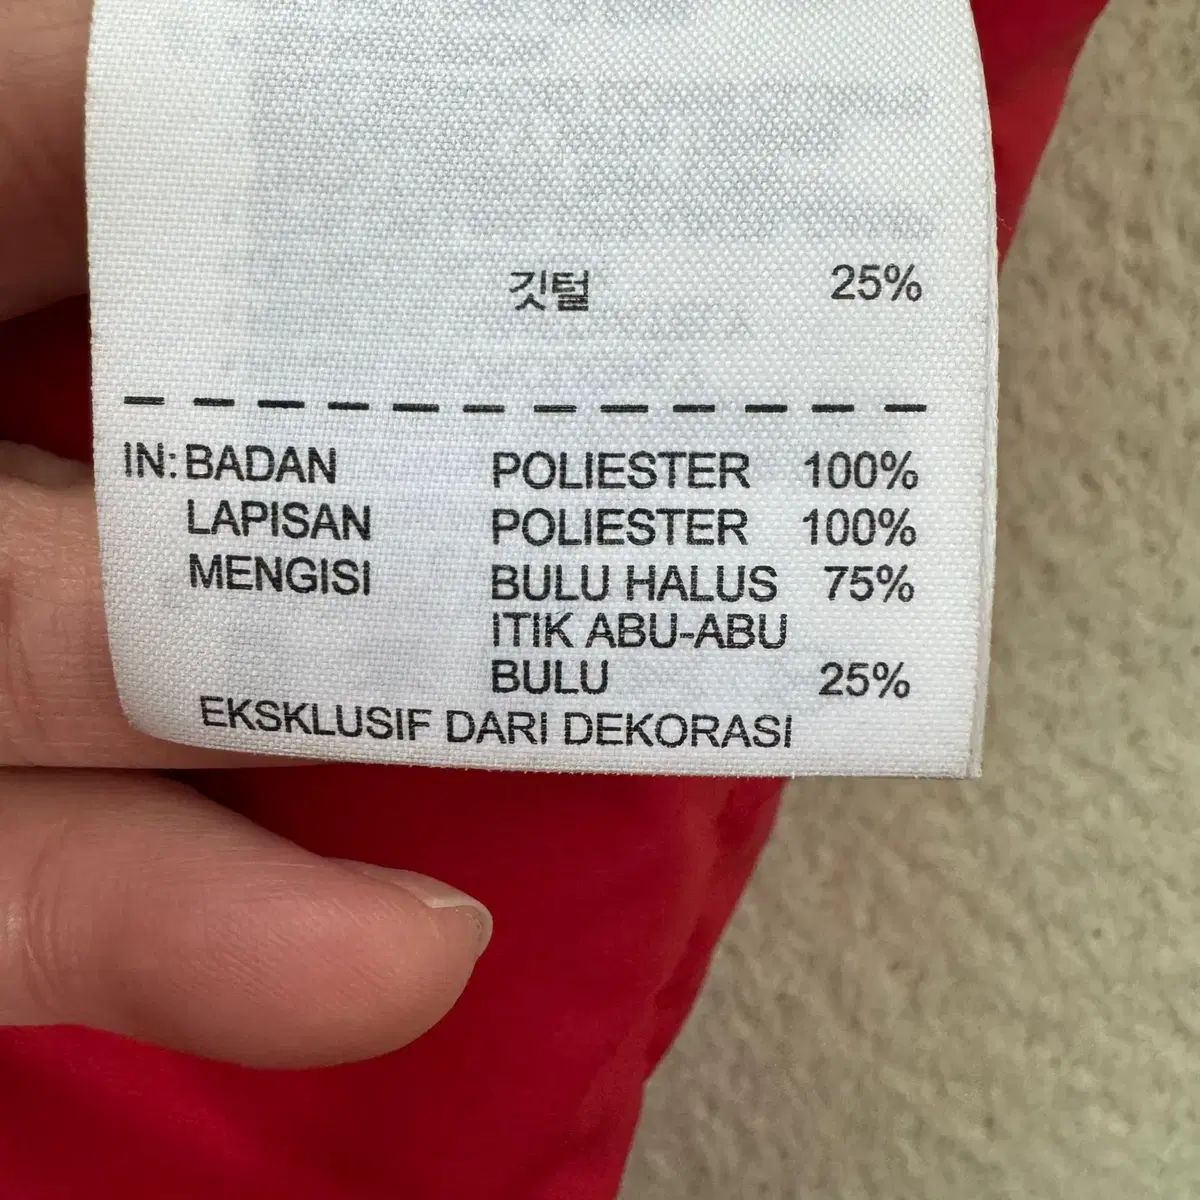 깃털 25%
IN: BADAN POLIESTER 100%
LAPISAN POLIESTER 100%
MENGISI BULU HALUS 75%
ITIK ABU-ABU
BULU 25%
EKSKLUSIF DARI DEKORASI